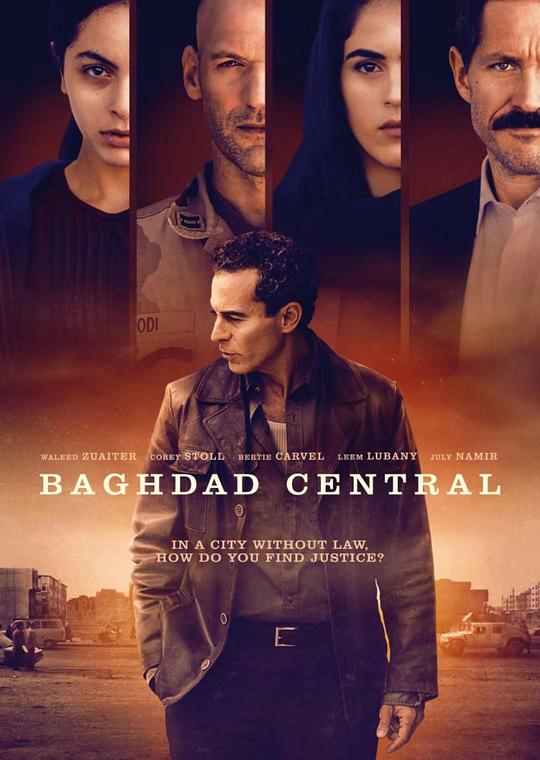 ODI
WALEED ZUAITER COREY STOLL BERTIE CARVEL LEEM LUBANY JULY NAMIR
BAGHDAD CENTRAL
IN A CITY WITHOUT LAW,
HOW DO YOU FIND JUSTICE?